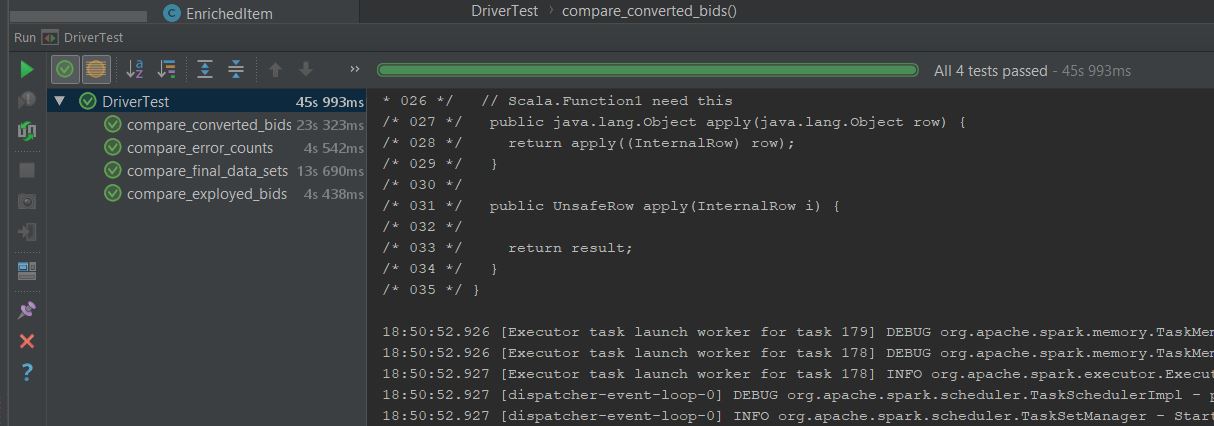 EnrichedItem
DriverTest › compare_converted_bids()
Run DriverTest
All 4 tests passed - 45s 993ms
DriverTest 45s 993ms
compare_converted_bids 23s 323ms
compare_error_counts 4s 542ms
compare_final_data_sets 13s 690ms
compare_exployed_bids 4s 438ms
* 026 */   // Scala.Function1 need this
/* 027 */   public java.lang.Object apply(java.lang.Object row) {
/* 028 */     return apply((InternalRow) row);
/* 029 */   }
/* 030 */
/* 031 */   public UnsafeRow apply(InternalRow i) {
/* 032 */
/* 033 */     return result;
/* 034 */   }
/* 035 */ }
18:50:52.926 [Executor task launch worker for task 179] DEBUG org.apache.spark.memory.TaskMem
18:50:52.926 [Executor task launch worker for task 178] DEBUG org.apache.spark.memory.TaskMem
18:50:52.927 [Executor task launch worker for task 178] INFO org.apache.spark.executor.Execut
18:50:52.927 [dispatcher-event-loop-0] DEBUG org.apache.spark.scheduler.TaskSchedulerImpl - p
18:50:52.927 [dispatcher-event-loop-0] INFO org.apache.spark.scheduler.TaskSetManager - Start